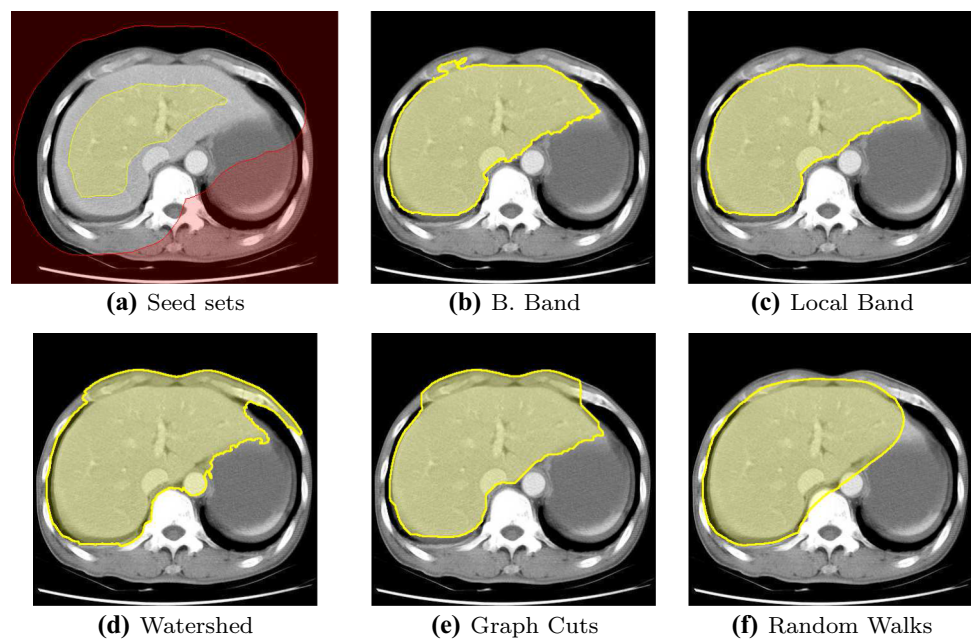 (a) Seed sets
(b) B. Band
(c) Local Band
(d) Watershed
(e) Graph Cuts
(f) Random Walks